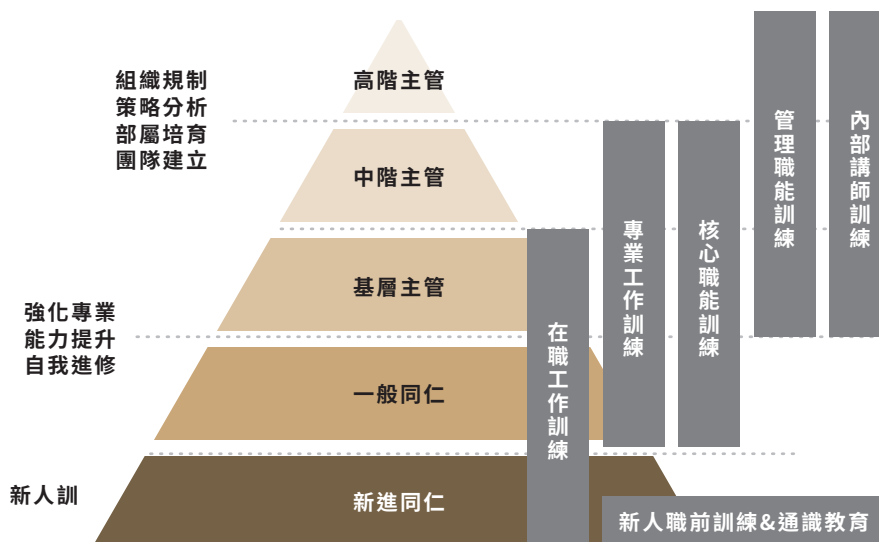 組織規制
策略分析
部屬培育
團隊建立
強化專業
能力提升
自我進修
新人訓
高階主管
中階主管
基層主管
一般同仁
新進同仁
在職工作訓練
專業工作訓練
核心職能訓練
管理職能訓練
內部講師訓練
新人職前訓練&通識教育